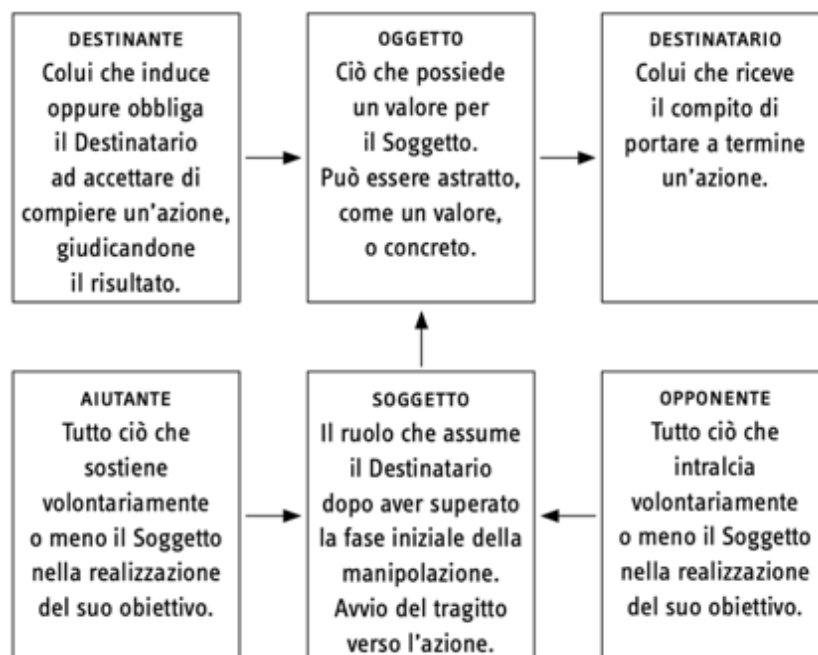 DESTINANTE
Colui che induce
oppure obbliga
il Destinatario
ad accettare di
compiere un'azione,
giudicandone
il risultato.
OGGETTO
Ciò che possiede
un valore per
il Soggetto.
Può essere astratto,
come un valore,
o concreto.
DESTINATARIO
Colui che riceve
il compito di
portare a termine
un'azione.
AIUTANTE
Tutto ciò che
sostiene
volontariamente
o meno il Soggetto
nella realizzazione
del suo obiettivo.
SOGGETTO
Il ruolo che assume
il Destinatario
dopo aver superato
la fase iniziale della
manipolazione.
Avvio del tragitto
verso l'azione.
OPPONENTE
Tutto ciò che
intralcia
volontariamente
o meno il Soggetto
nella realizzazione
del suo obiettivo.